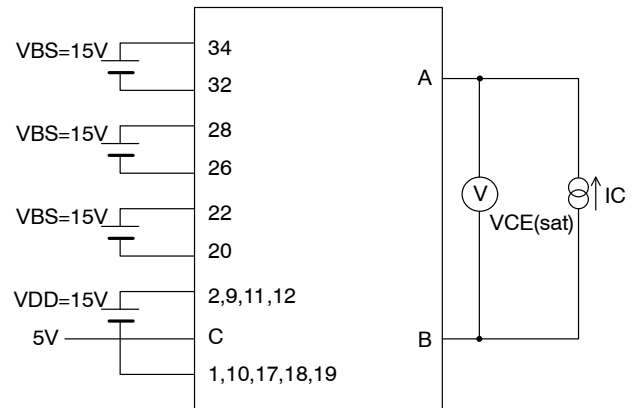 VBS=15V
34
32
A
VBS=15V
28
26
VBS=15V
22
20
V
IC
VCE(sat)
VDD=15V
2,9,11,12
5V
C
B
1,10,17,18,19